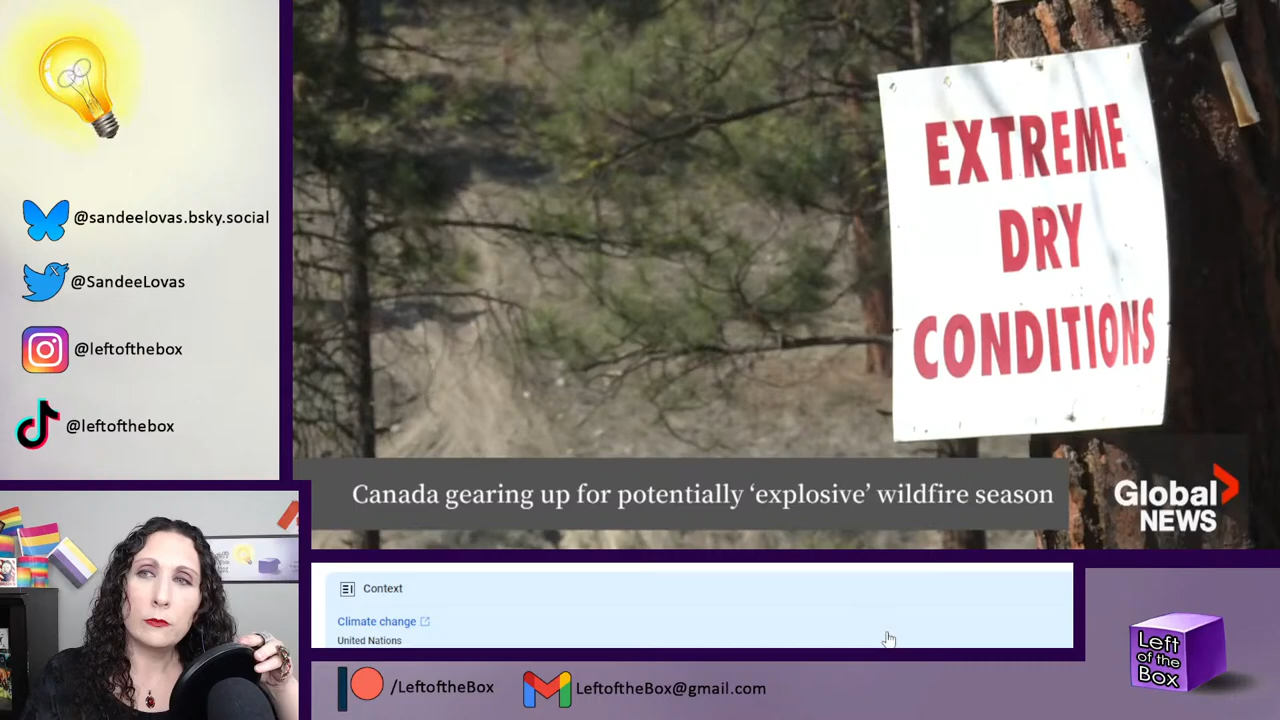 @sandeelovas.bsky.social
@SandeeLovas
@leftofthebox
@leftofthebox
EXTREME
DRY
CONDITIONS
Canada gearing up for potentially ‘explosive’ wildfire season
Global
NEWS
Context
Climate change
United Nations
/LeftoftheBox
LeftoftheBox@gmail.com
Left
of the
Box